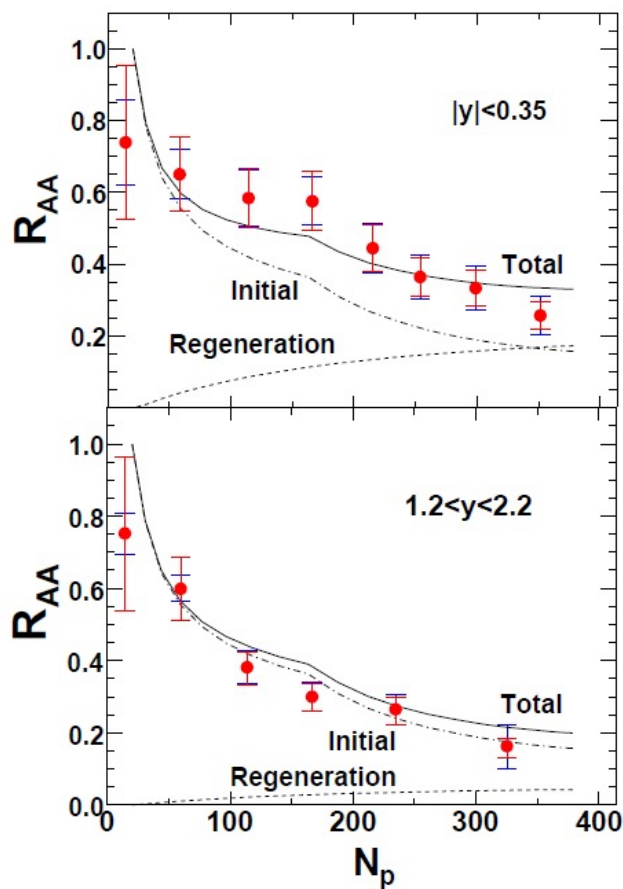 1.0
|y|<0.35
0.8
R_AA
0.6
Total
0.4
Initial
Regeneration
0.2
1.0
1.2<y<2.2
0.8
R_AA
0.6
0.4
Total
Initial
0.2
Regeneration
0.0
0 100 200 300 400
N_p